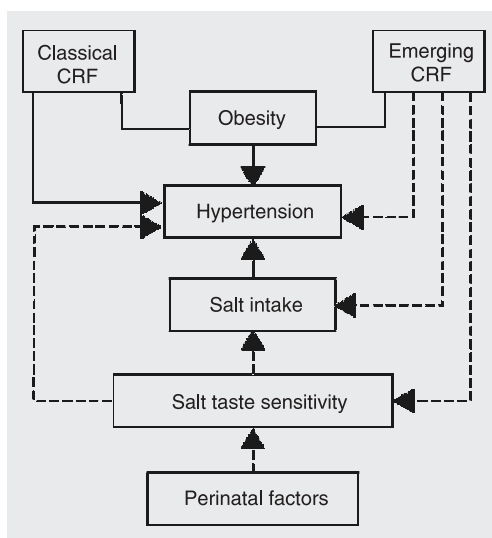 Classical
CRF
Emerging
CRF
Obesity
Hypertension
Salt intake
Salt taste sensitivity
Perinatal factors